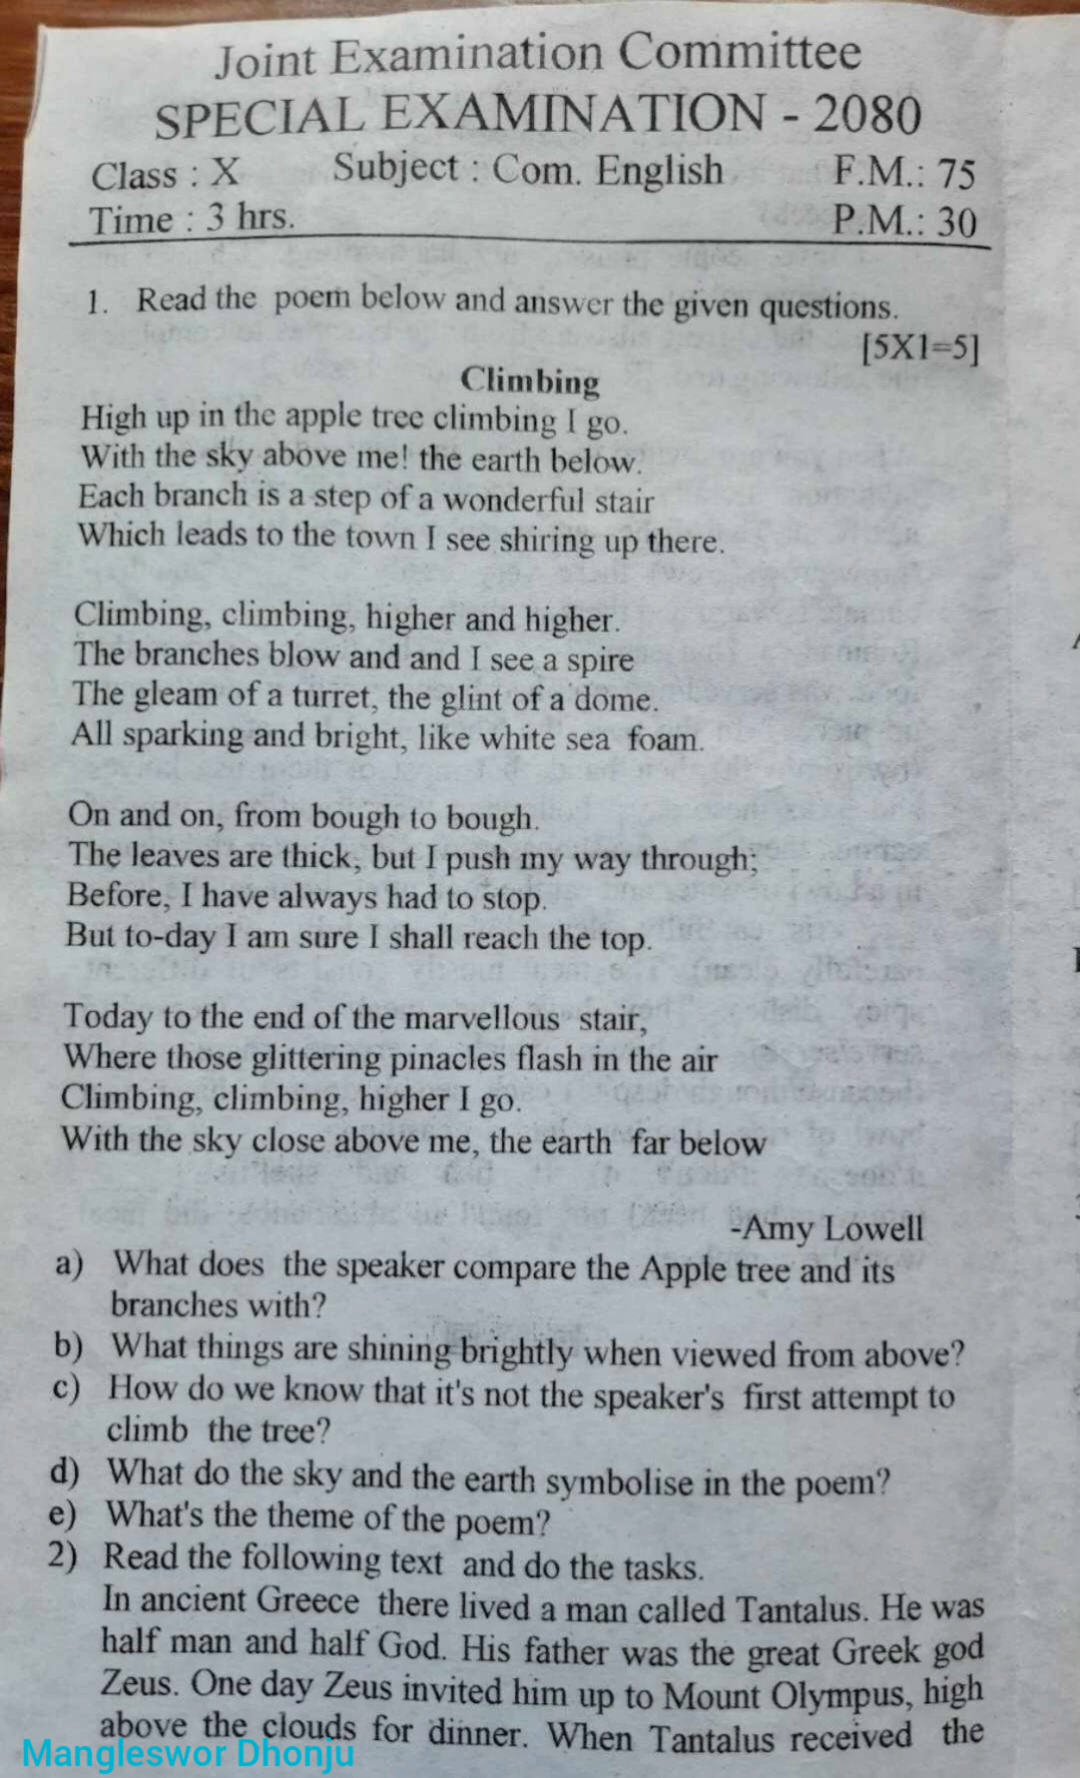 Joint Examination Committee
SPECIAL EXAMINATION - 2080
Class : X Subject : Com. English F.M.: 75
Time : 3 hrs. P.M.: 30
1. Read the poem below and answer the given questions.
[5X1=5]
Climbing
High up in the apple tree climbing I go.
With the sky above me! the earth below.
Each branch is a step of a wonderful stair
Which leads to the town I see shiring up there.
Climbing, climbing, higher and higher.
The branches blow and and I see a spire
The gleam of a turret, the glint of a dome.
All sparking and bright, like white sea foam.
On and on, from bough to bough.
The leaves are thick, but I push my way through;
Before, I have always had to stop.
But to-day I am sure I shall reach the top.
Today to the end of the marvellous stair,
Where those glittering pinacles flash in the air
Climbing, climbing, higher I go.
With the sky close above me, the earth far below
-Amy Lowell
a) What does the speaker compare the Apple tree and its
branches with?
b) What things are shining brightly when viewed from above?
c) How do we know that it's not the speaker's first attempt to
climb the tree?
d) What do the sky and the earth symbolise in the poem?
e) What's the theme of the poem?
2) Read the following text and do the tasks.
In ancient Greece there lived a man called Tantalus. He was
half man and half God. His father was the great Greek god
Zeus. One day Zeus invited him up to Mount Olympus, high
above the clouds for dinner. When Tantalus received the
Mangleswor Dhonju